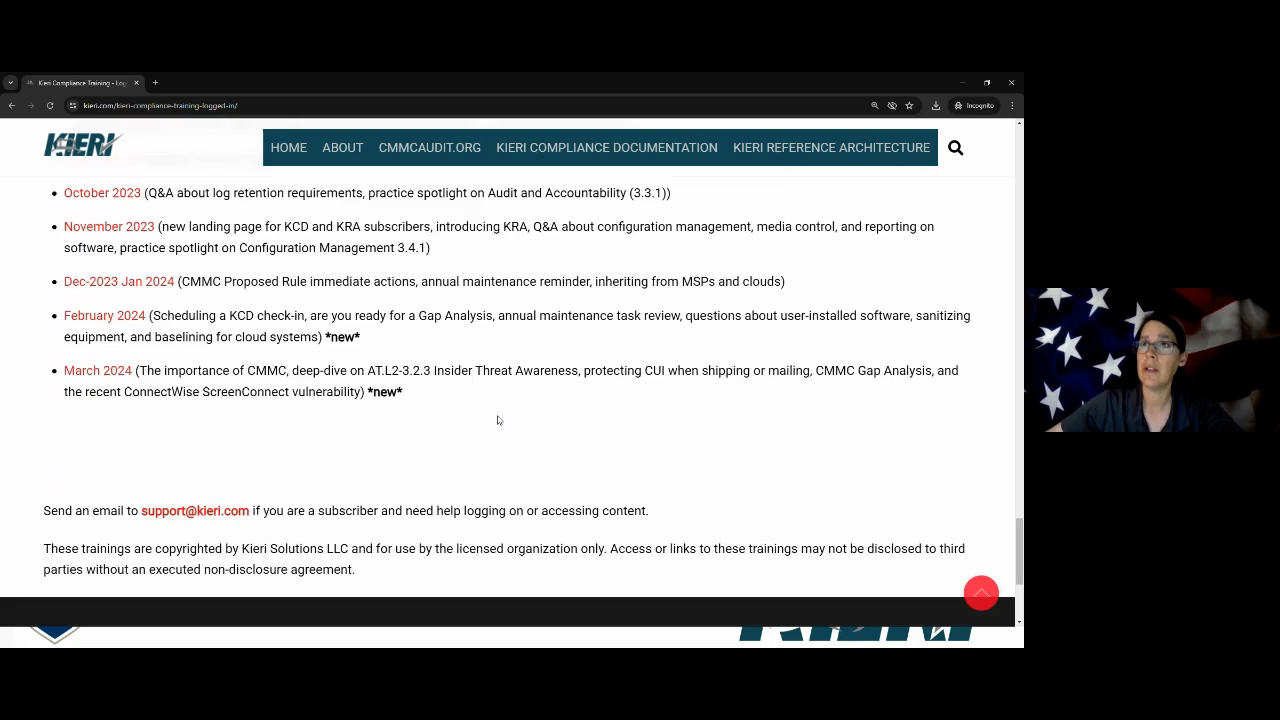 Kieri Compliance Training - Log
kieri.com/kieri-compliance-training-logged-in/
Incognito
KIERI
HOME ABOUT CMMCAUDIT.ORG KIERI COMPLIANCE DOCUMENTATION KIERI REFERENCE ARCHITECTURE
• October 2023 (Q&A about log retention requirements, practice spotlight on Audit and Accountability (3.3.1))
• November 2023 (new landing page for KCD and KRA subscribers, introducing KRA, Q&A about configuration management, media control, and reporting on
software, practice spotlight on Configuration Management 3.4.1)
• Dec-2023 Jan 2024 (CMMC Proposed Rule immediate actions, annual maintenance reminder, inheriting from MSPs and clouds)
• February 2024 (Scheduling a KCD check-in, are you ready for a Gap Analysis, annual maintenance task review, questions about user-installed software, sanitizing
equipment, and baselining for cloud systems) *new*
• March 2024 (The importance of CMMC, deep-dive on AT.L2-3.2.3 Insider Threat Awareness, protecting CUI when shipping or mailing, CMMC Gap Analysis, and
the recent ConnectWise ScreenConnect vulnerability) *new*
Send an email to support@kieri.com if you are a subscriber and need help logging on or accessing content.
These trainings are copyrighted by Kieri Solutions LLC and for use by the licensed organization only. Access or links to these trainings may not be disclosed to third
parties without an executed non-disclosure agreement.